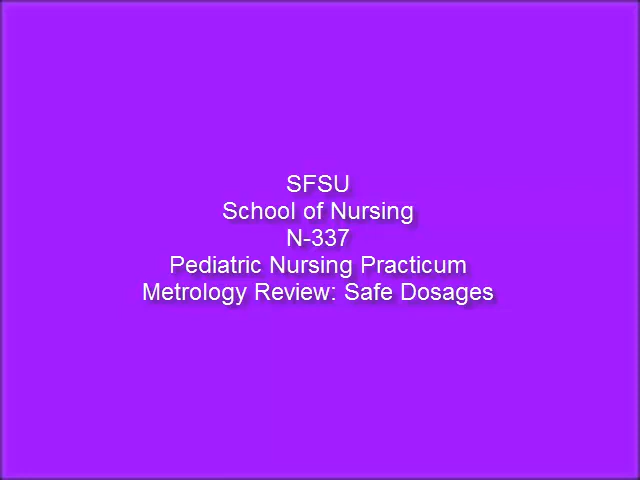 SFSU
School of Nursing
N-337
Pediatric Nursing Practicum
Metrology Review: Safe Dosages